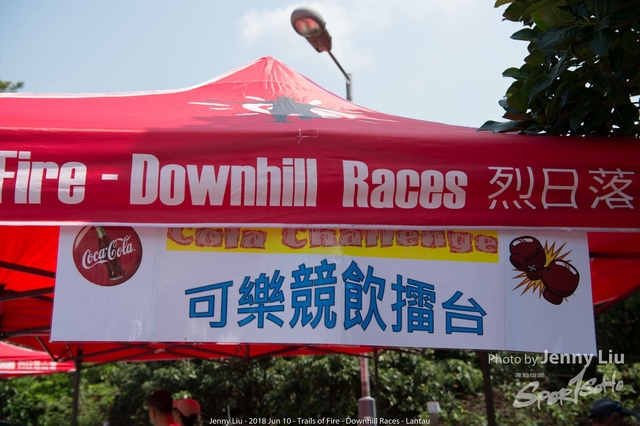 Fire - Downhill Races 烈日落
Cola Challenge
Coca-Cola
可樂競飲擂台
Photo by Jenny Liu
SportSoHo
Jenny Liu - 2018 Jun 10 - Trails of Fire - Downhill Races - Lantau